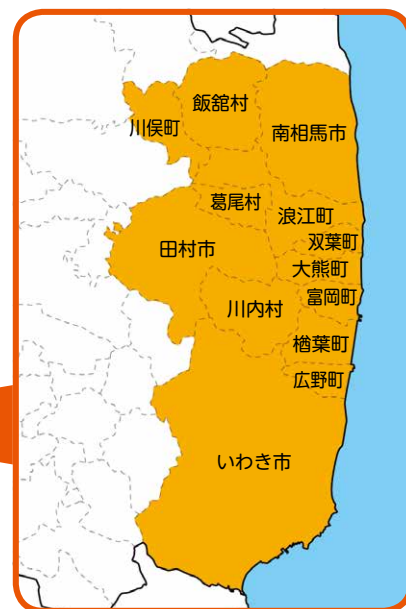 飯舘村
川俣町
南相馬市
葛尾村
浪江町
双葉町
田村市
大熊町
富岡町
川内村
楢葉町
広野町
いわき市